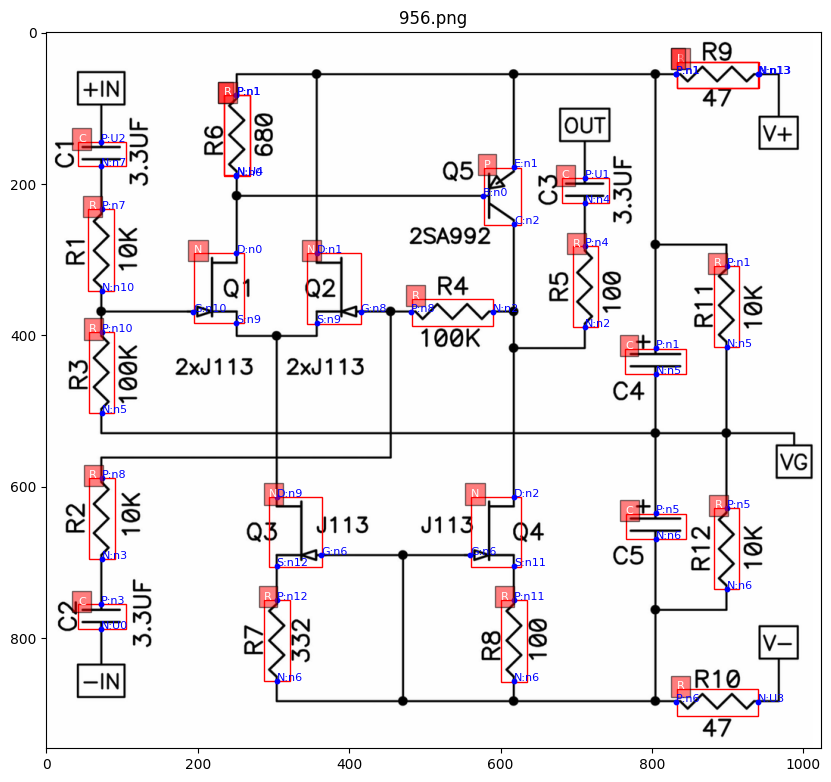 956.png
0
200
400
600
800
0
200
400
600
800
1000
+IN
C
P:U2
C1
N:n7
3.3UF
R
P:n7
R1
10K
N:n10
R
P:n10
R3
100K
N:n5
R
P:n8
R2
10K
N:n3
C
P:n3
C2
3.3UF
N:U0
-IN
R
P:n1
R6
680
N
D:n0
Q1
G:n10
S:n9
2xJ113
N
D:n1
Q2
G:n8
S:n9
2xJ113
R
P:n8
R4
100K
P
E:n1
Q5
B:n0
C:n2
2SA992
OUT
C
P:U1
C3
N:n4
3.3UF
R
P:n4
R5
100
N:n2
R
P:n1
R9
N:n13
47
V+
R
P:n1
R11
10K
N:n5
C
+
P:n1
N:n5
C4
VG
N
D:n9
Q3
J113
G:n6
S:n12
N
D:n2
J113
Q4
G:n6
S:n11
R
P:n12
R7
332
N:n6
R
P:n11
R8
100
N:n6
C
+
P:n5
N:n6
C5
R
P:n5
R12
10K
N:n6
V-
R
P:n6
R10
N:U3
47